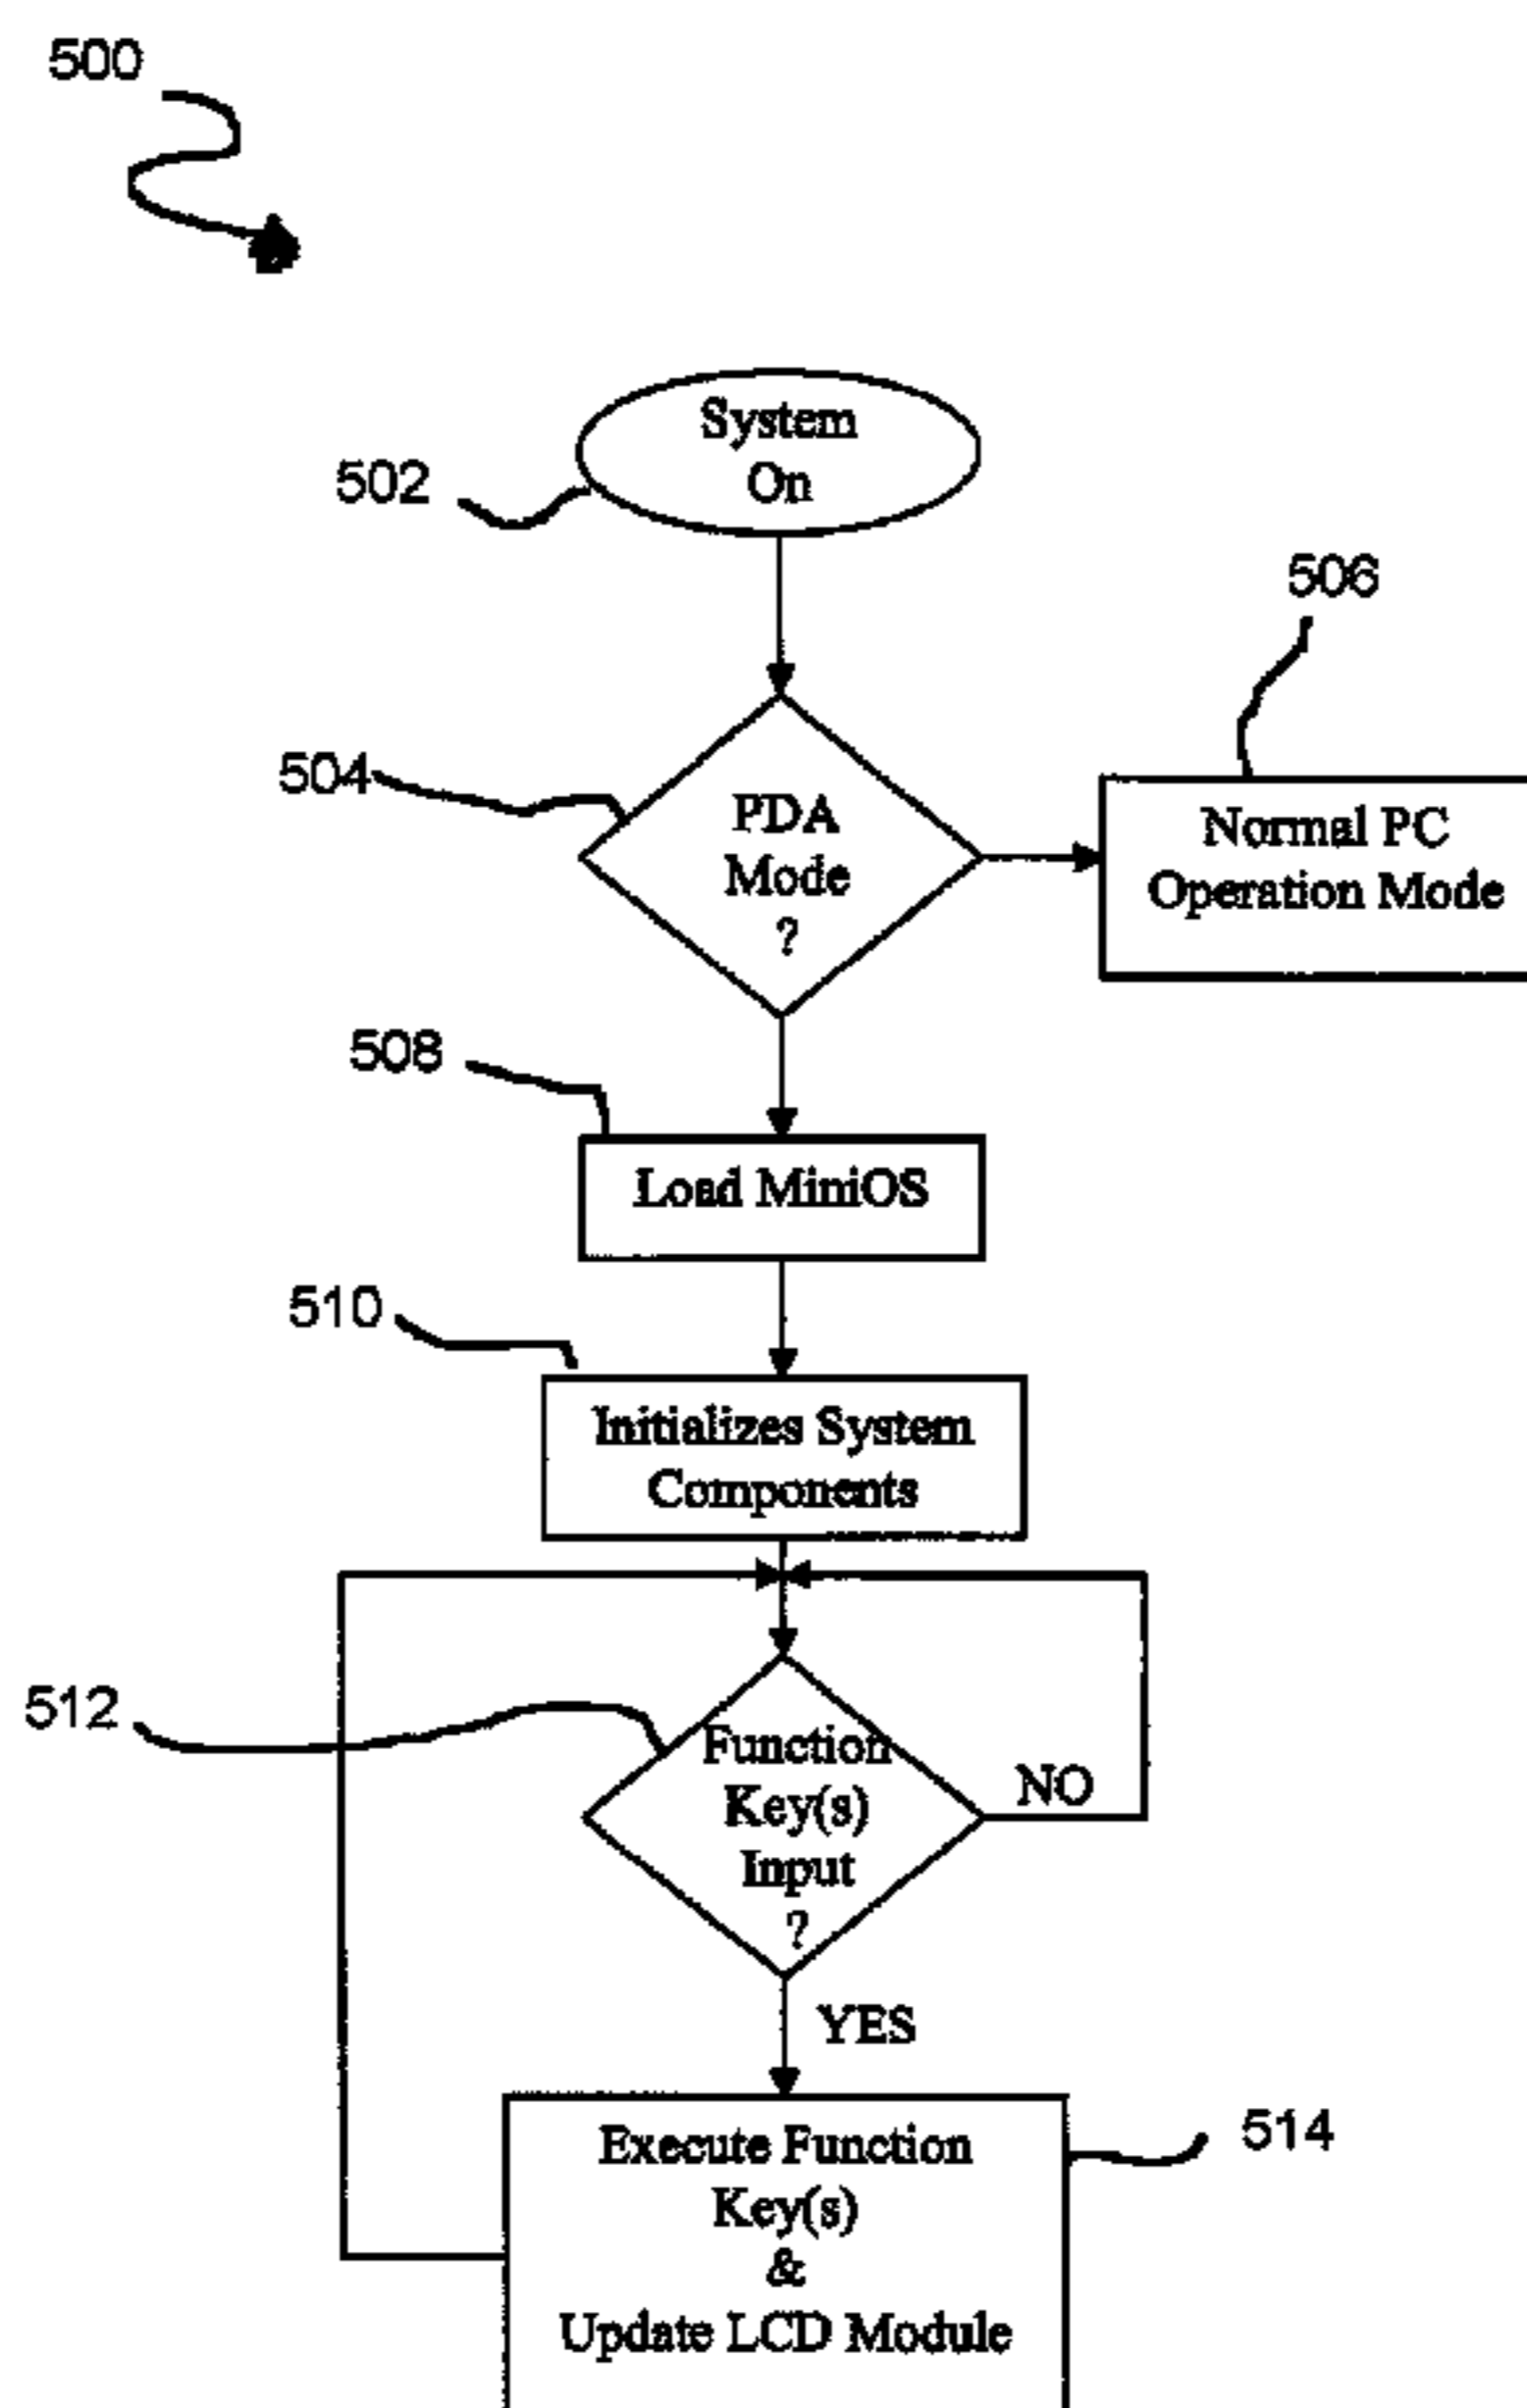 500
System
On
502
506
504
PDA
Mode
?
Normal PC
Operation Mode
508
Load MiniOS
510
Initializes System
Components
512
Function
Key(s)
Input
?
NO
YES
514
Execute Function
Key(s)
&
Update LCD Module